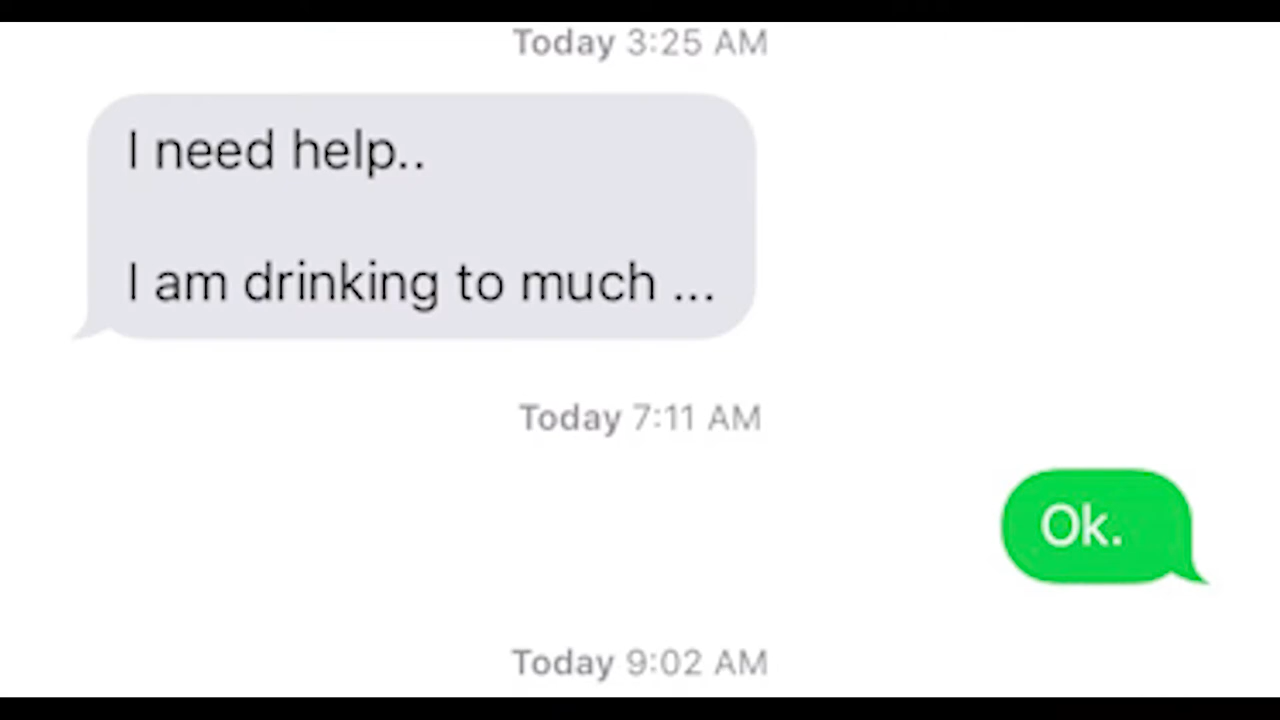 Today 3:25 AM
I need help..
I am drinking to much ...
Today 7:11 AM
Ok.
Today 9:02 AM